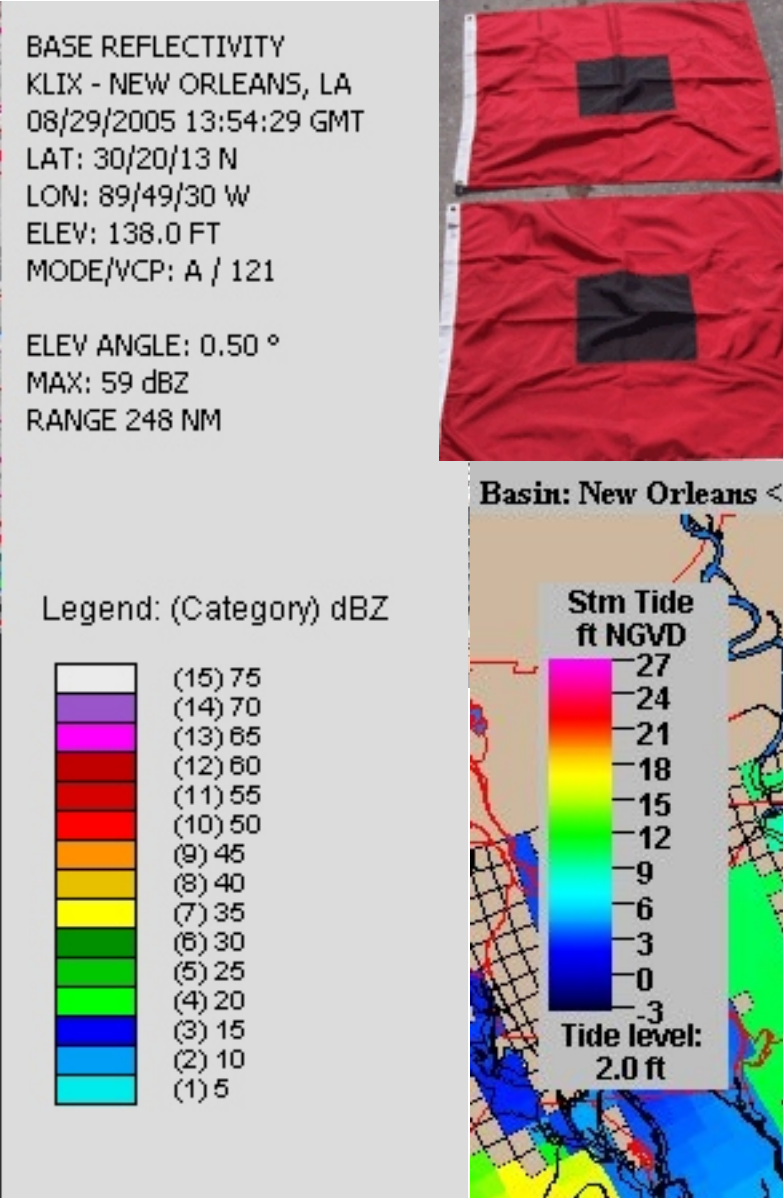 BASE REFLECTIVITY
KLIX - NEW ORLEANS, LA
08/29/2005 13:54:29 GMT
LAT: 30/20/13 N
LON: 89/49/30 W
ELEV: 138.0 FT
MODE/VCP: A / 121
ELEV ANGLE: 0.50 °
MAX: 59 dBZ
RANGE 248 NM
Legend: (Category) dBZ
(15) 75
(14) 70
(13) 65
(12) 60
(11) 55
(10) 50
(9) 45
(8) 40
(7) 35
(6) 30
(5) 25
(4) 20
(3) 15
(2) 10
(1) 5
Basin: New Orleans <
Stm Tide
ft NGVD
27
24
21
18
15
12
9
6
3
0
-3
Tide level:
2.0 ft